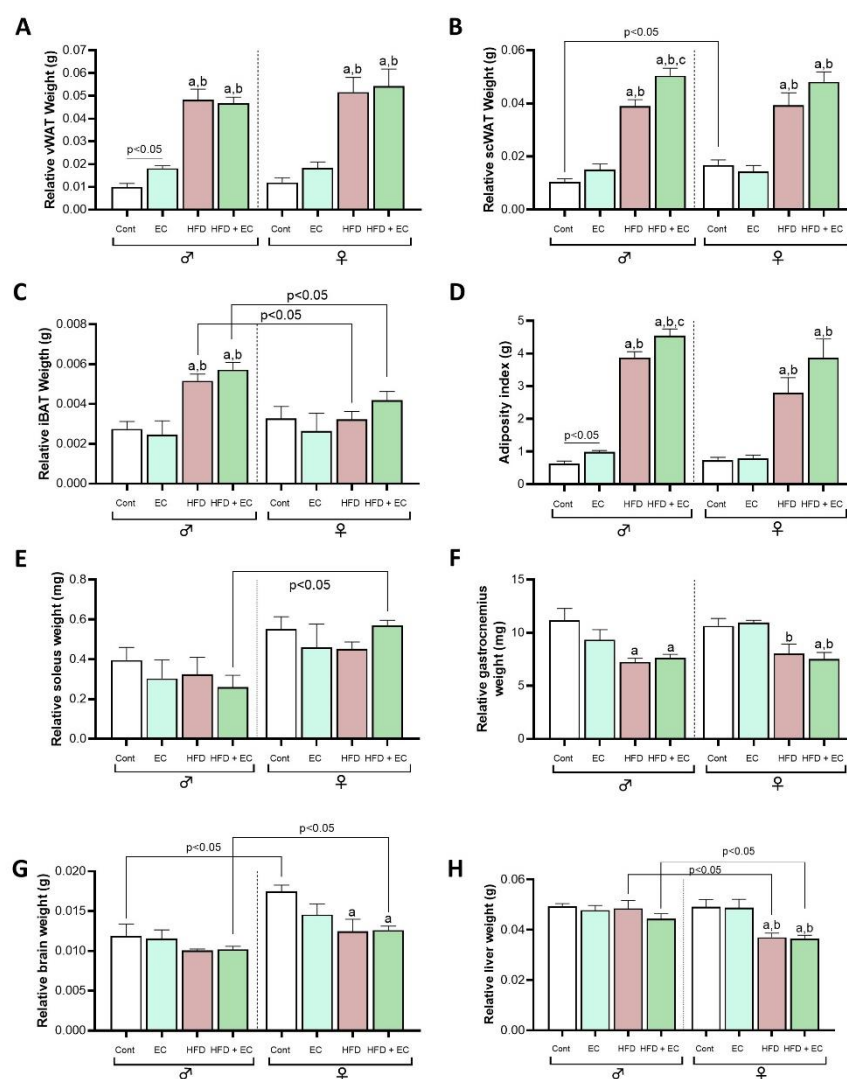 A
Relative vWAT Weight (g)
0.07
0.06
0.05
0.04
0.03
0.02
0.01
0.00
p<0.05
a,b
a,b
a,b
a,b
Cont EC HFD HFD + EC Cont EC HFD HFD + EC
♂ ♀
B
Relative scWAT Weight (g)
0.06
0.04
0.02
0.00
p<0.05
a,b
a,b,c
a,b
a,b
Cont EC HFD HFD + EC Cont EC HFD HFD + EC
♂ ♀
C
Relative iBAT Weigth (g)
0.008
0.006
0.004
0.002
0.000
p<0.05
p<0.05
a,b
a,b
Cont EC HFD HFD + EC Cont EC HFD HFD + EC
♂ ♀
D
Adiposity index (g)
5
4
3
2
1
0
p<0.05
a,b
a,b,c
a,b
a,b
Cont EC HFD HFD + EC Cont EC HFD HFD + EC
♂ ♀
E
Relative soleus weight (mg)
0.8
0.6
0.4
0.2
0.0
p<0.05
Cont EC HFD HFD + EC Cont EC HFD HFD + EC
♂ ♀
F
Relative gastrocnemius
weight (mg)
15
10
5
0
a
a
b
a,b
Cont EC HFD HFD + EC Cont EC HFD HFD + EC
♂ ♀
G
Relative brain weight (g)
0.020
0.015
0.010
0.005
0.000
p<0.05
p<0.05
a
a
Cont EC HFD HFD + EC Cont EC HFD HFD + EC
♂ ♀
H
Relative liver weight (g)
0.06
0.04
0.02
0.00
p<0.05
p<0.05
a,b
a,b
Cont EC HFD HFD + EC Cont EC HFD HFD + EC
♂ ♀